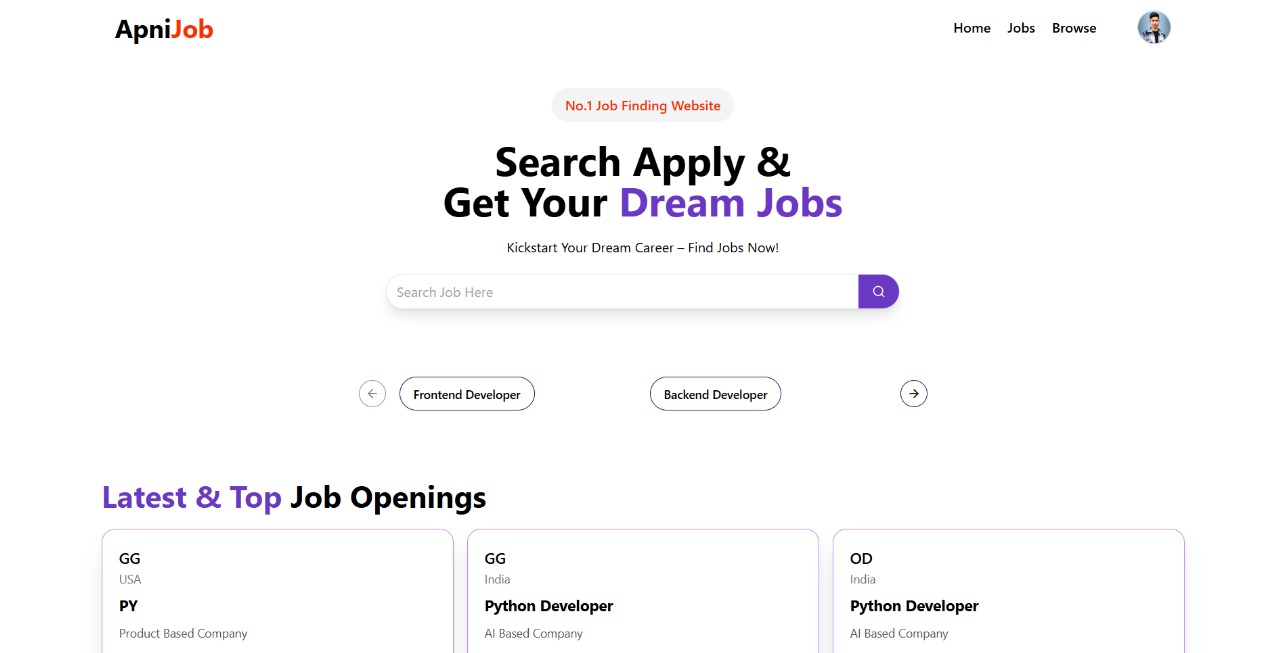 ApniJob
Home Jobs Browse
No.1 Job Finding Website
Search Apply &
Get Your Dream Jobs
Kickstart Your Dream Career – Find Jobs Now!
Search Job Here
Frontend Developer
Backend Developer
Latest & Top Job Openings
GG
USA
PY
Product Based Company
GG
India
Python Developer
AI Based Company
OD
India
Python Developer
AI Based Company